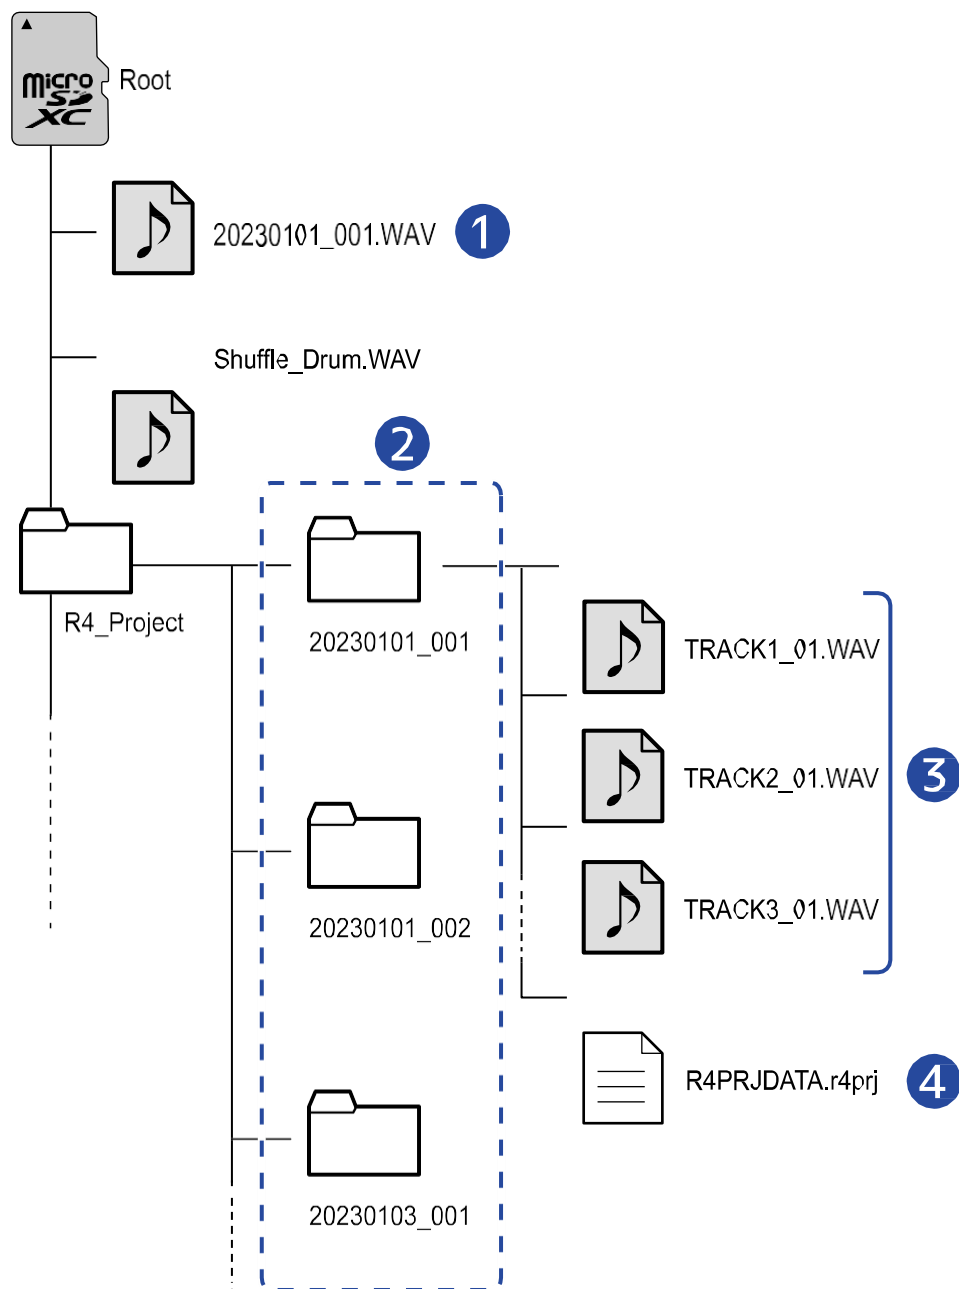 micro
SD
XC
Root
20230101_001.WAV
1
Shuffle_Drum.WAV
2
R4_Project
20230101_001
TRACK1_01.WAV
TRACK2_01.WAV
3
TRACK3_01.WAV
20230101_002
R4PRJDATA.r4prj
4
20230103_001